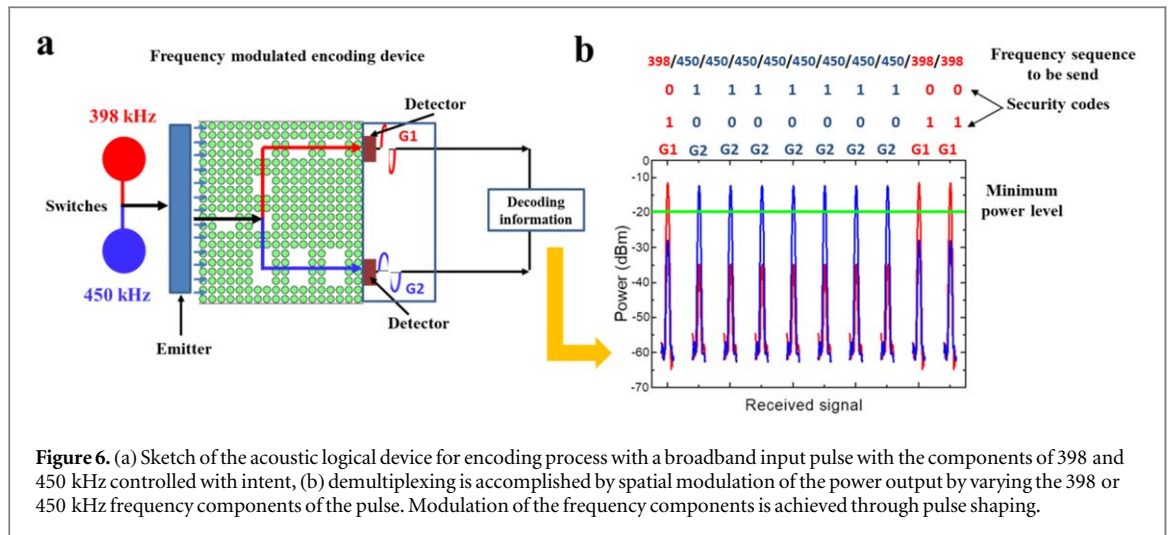 a
Frequency modulated encoding device
398 kHz
Switches
450 kHz
Emitter
Detector
G1
G2
Detector
Decoding
information
b
398/450/450/450/450/450/450/450/398/398
Frequency sequence
to be send
0 1 1 1 1 1 1 1 0 0
Security codes
1 0 0 0 0 0 0 0 1 1
G1 G2 G2 G2 G2 G2 G2 G2 G1 G1
Minimum
power level
Power (dBm)
0
-10
-20
-30
-40
-50
-60
-70
Received signal
Figure 6. (a) Sketch of the acoustic logical device for encoding process with a broadband input pulse with the components of 398 and
450 kHz controlled with intent, (b) demultiplexing is accomplished by spatial modulation of the power output by varying the 398 or
450 kHz frequency components of the pulse. Modulation of the frequency components is achieved through pulse shaping.